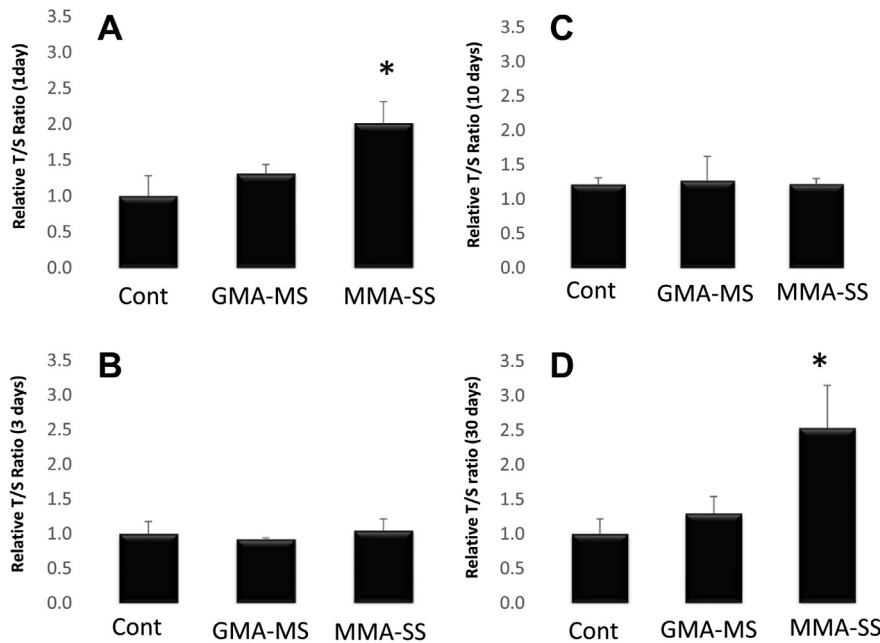 A
Relative T/S Ratio (1day)
3.5
3.0
2.5
2.0
1.5
1.0
0.5
0.0
*
Cont GMA-MS MMA-SS
C
Relative T/S Ratio (10 days)
3.5
3.0
2.5
2.0
1.5
1.0
0.5
0.0
Cont GMA-MS MMA-SS
B
Relative T/S Ratio (3 days)
3.5
3.0
2.5
2.0
1.5
1.0
0.5
0.0
Cont GMA-MS MMA-SS
D
Relative T/S ratio (30 days)
3.5
3.0
2.5
2.0
1.5
1.0
0.5
0.0
*
Cont GMA-MS MMA-SS